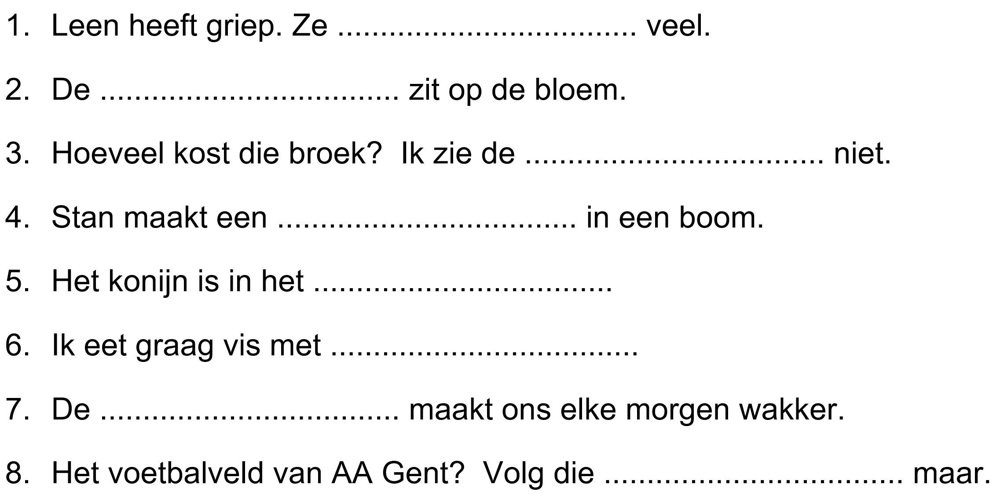 1. Leen heeft griep. Ze ................................... veel.
2. De ................................... zit op de bloem.
3. Hoeveel kost die broek?  Ik zie de ................................... niet.
4. Stan maakt een ................................... in een boom.
5. Het konijn is in het ...................................
6. Ik eet graag vis met ....................................
7. De ................................... maakt ons elke morgen wakker.
8. Het voetbalveld van AA Gent?  Volg die ................................... maar.